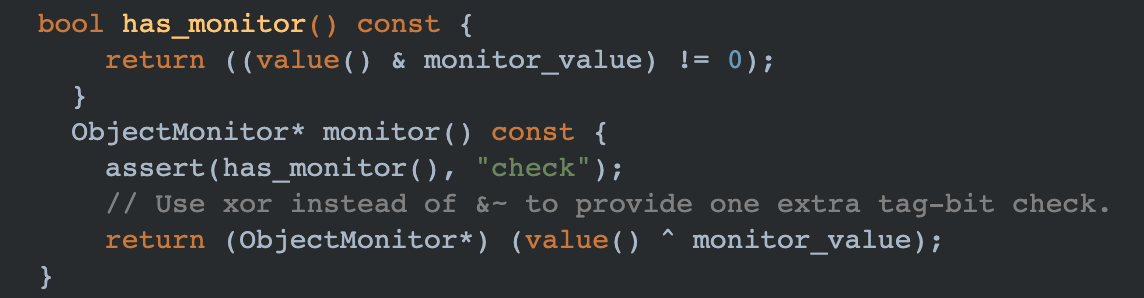 bool has_monitor() const {
    return ((value() & monitor_value) != 0);
  }
  ObjectMonitor* monitor() const {
    assert(has_monitor(), "check");
    // Use xor instead of &~ to provide one extra tag-bit check.
    return (ObjectMonitor*) (value() ^ monitor_value);
}